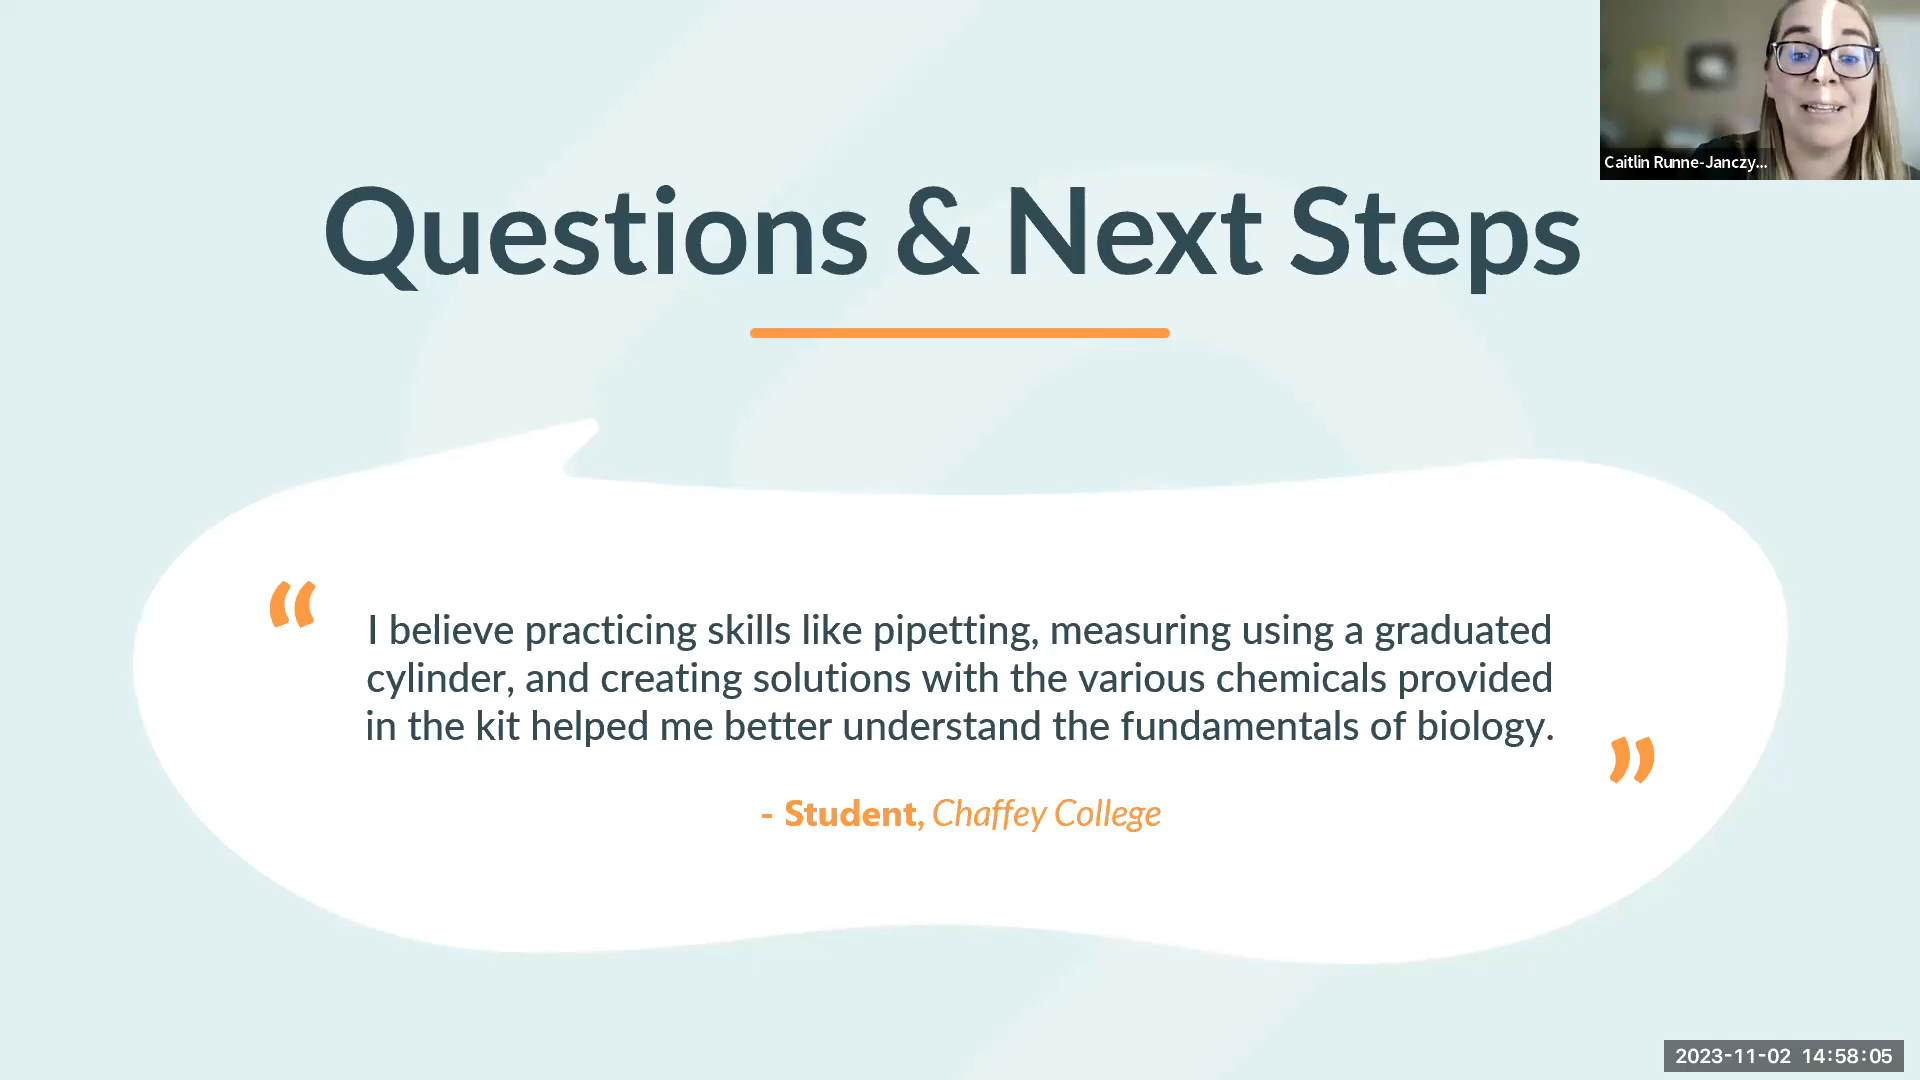 Caitlin Runne-Janczy...
Questions & Next Steps
“ I believe practicing skills like pipetting, measuring using a graduated
cylinder, and creating solutions with the various chemicals provided
in the kit helped me better understand the fundamentals of biology. ”
- Student, Chaffey College
2023-11-02 14:58:05